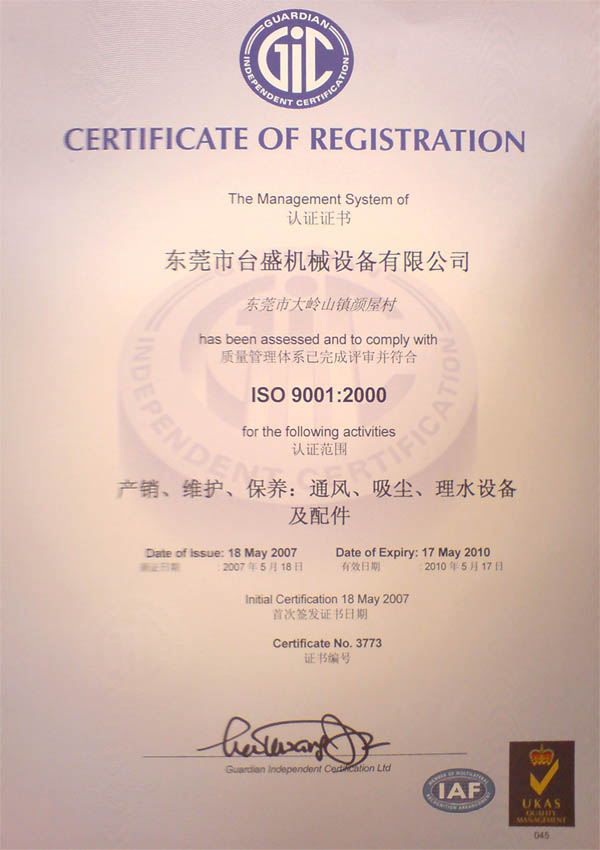 GUARDIAN
GIC
INDEPENDENT CERTIFICATION
CERTIFICATE OF REGISTRATION
The Management System of
认证证书
东莞市台盛机械设备有限公司
东莞市大岭山镇颜屋村
has been assessed and to comply with
质量管理体系已完成评审并符合
ISO 9001:2000
for the following activities
认证范围
产销、维护、保养：通风、吸尘、理水设备
及配件
Date of Issue: 18 May 2007 Date of Expiry: 17 May 2010
: 2007 年 5 月 18 日 有效日期 : 2010 年 5 月 17 日
Initial Certification 18 May 2007
首次签发证书日期
Certificate No. 3773
证书编号
Guardian Independent Certification Ltd
MEMBER OF MULTILATERAL
IAF
RECOGNITION ARRANGEMENT
UKAS
QUALITY
MANAGEMENT
045